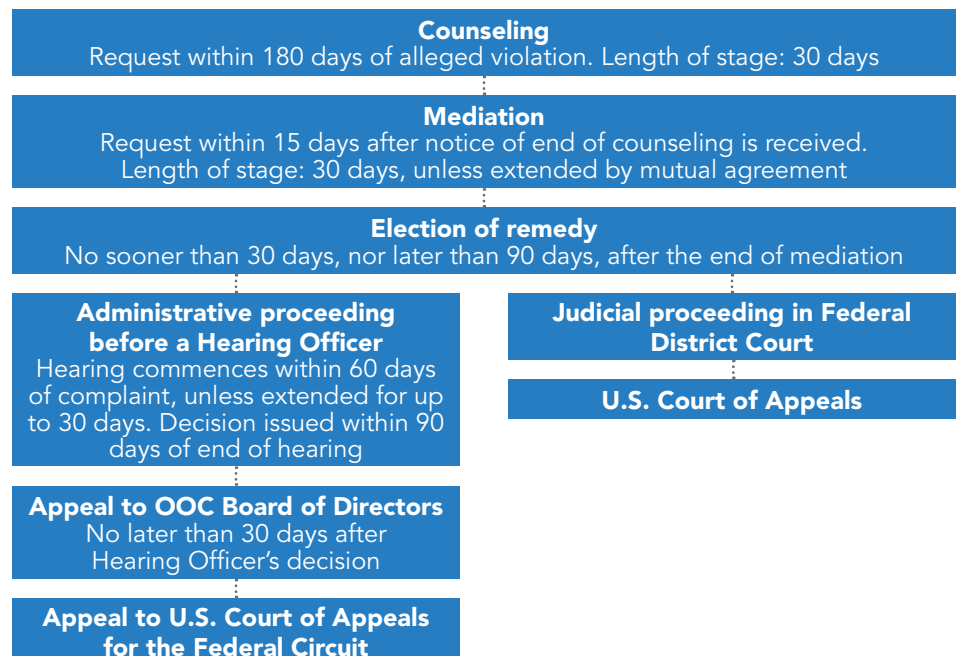 Counseling
Request within 180 days of alleged violation. Length of stage: 30 days
Mediation
Request within 15 days after notice of end of counseling is received.
Length of stage: 30 days, unless extended by mutual agreement
Election of remedy
No sooner than 30 days, nor later than 90 days, after the end of mediation
Administrative proceeding
before a Hearing Officer
Hearing commences within 60 days
of complaint, unless extended for up
to 30 days. Decision issued within 90
days of end of hearing
Appeal to OOC Board of Directors
No later than 30 days after
Hearing Officer’s decision
Appeal to U.S. Court of Appeals
for the Federal Circuit
Judicial proceeding in Federal
District Court
U.S. Court of Appeals